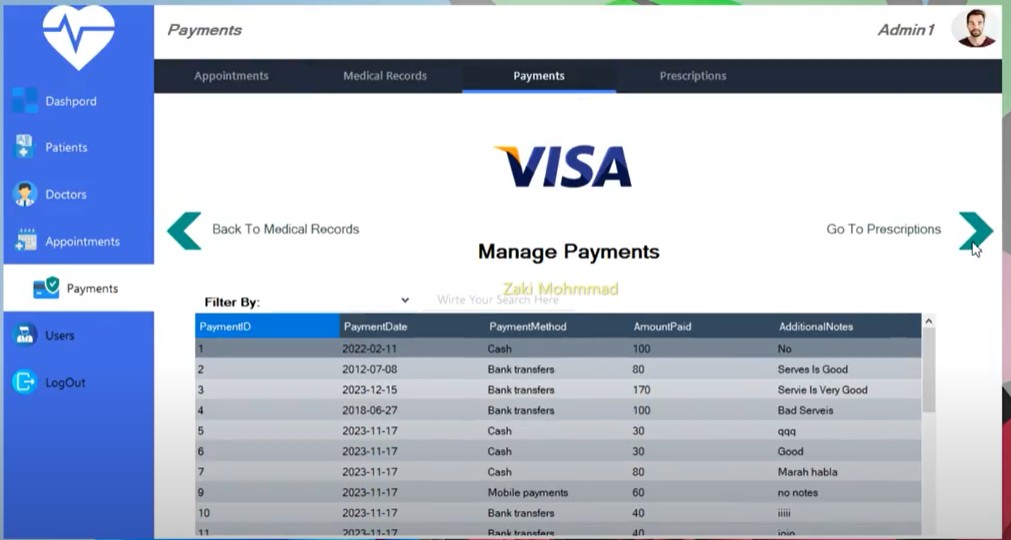 Payments
Admin1
Appointments Medical Records Payments Prescriptions
Dashpord
Patients
Doctors
Appointments
Payments
Users
LogOut
VISA
Back To Medical Records
Go To Prescriptions
Manage Payments
Zaki Mohmmad
Filter By:
Wirte Your Search Here
PaymentID PaymentDate PaymentMethod AmountPaid AdditionalNotes
1 2022-02-11 Cash 100 No
2 2012-07-08 Bank transfers 80 Serves Is Good
3 2023-12-15 Bank transfers 170 Servie Is Very Good
4 2018-06-27 Bank transfers 100 Bad Serveis
5 2023-11-17 Cash 30 qqq
6 2023-11-17 Cash 30 Good
7 2023-11-17 Cash 80 Marah habla
9 2023-11-17 Mobile payments 60 no notes
10 2023-11-17 Bank transfers 40 iiiii
11 2023-11-17 Bank transfers 40